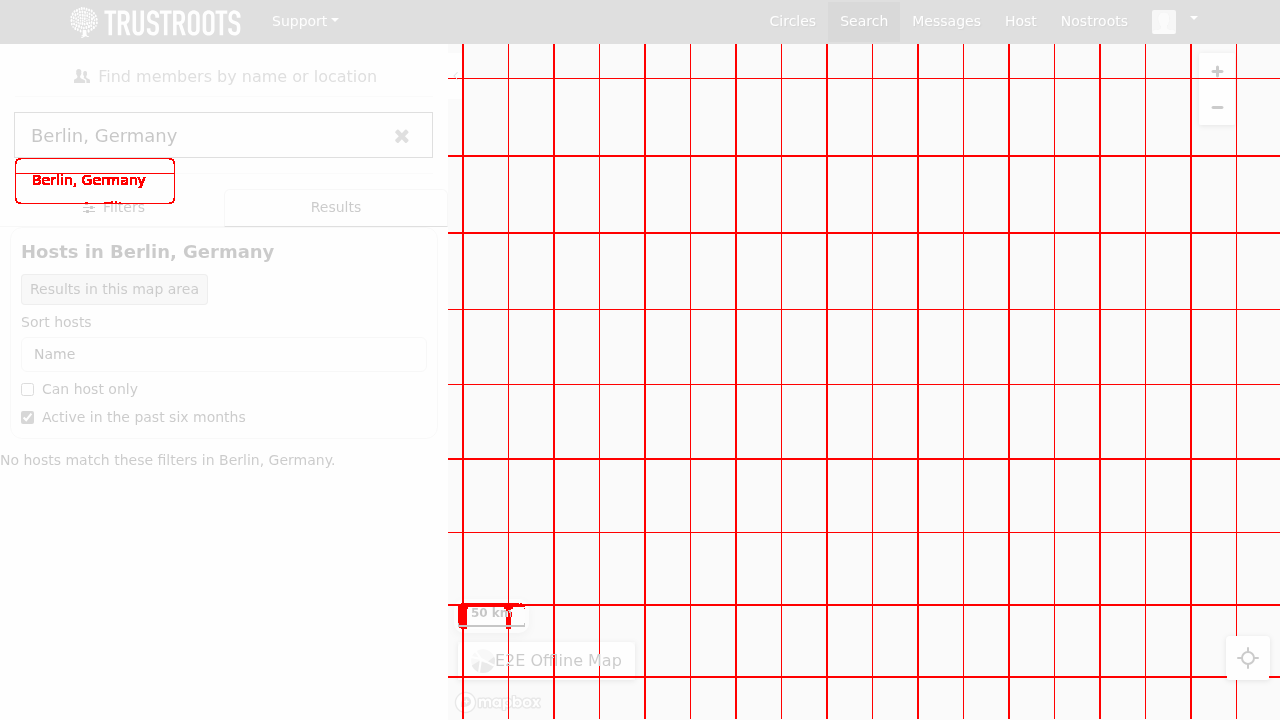 TRUSTROOTS
Support
Circles
Search
Messages
Host
Nostroots
Find members by name or location
Berlin, Germany
Berlin, Germany
Filters
Results
Hosts in Berlin, Germany
Results in this map area
Sort hosts
Name
Can host only
Active in the past six months
No hosts match these filters in Berlin, Germany.
+
−
50 km
E2E Offline Map
mapbox